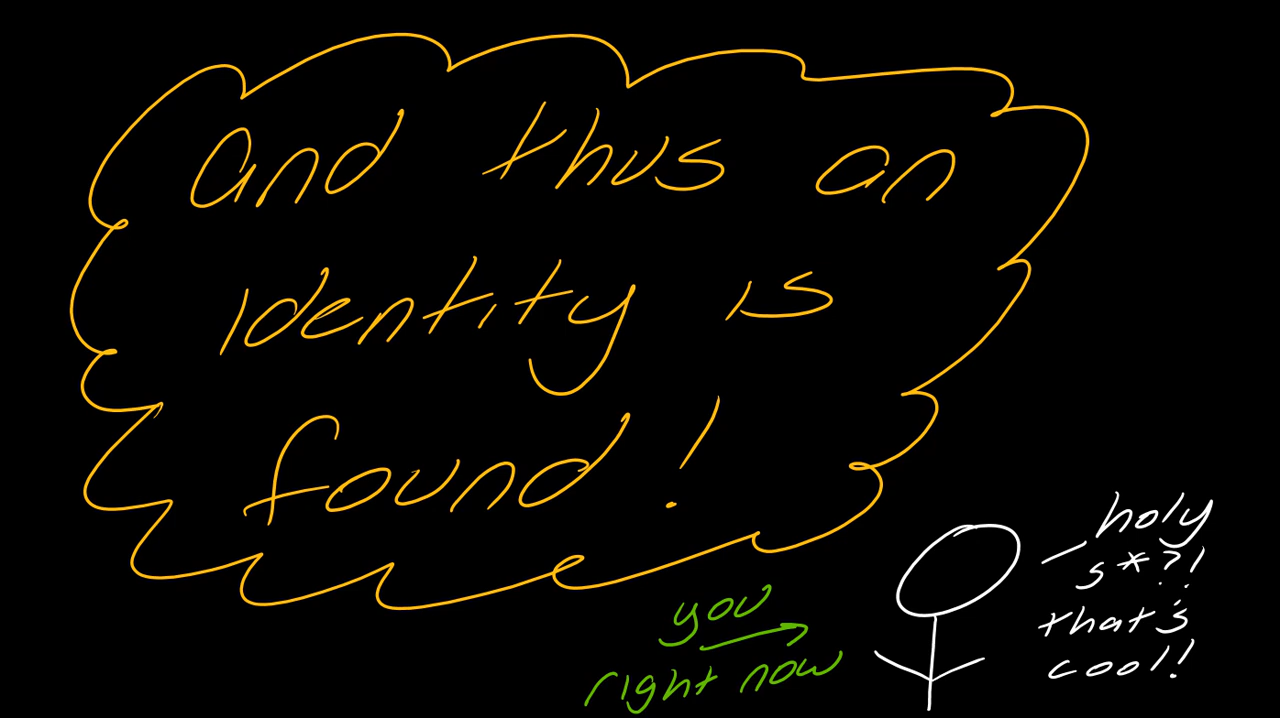 and thus an
identity is
found!
you
right now
holy
s*?!
that's
cool!